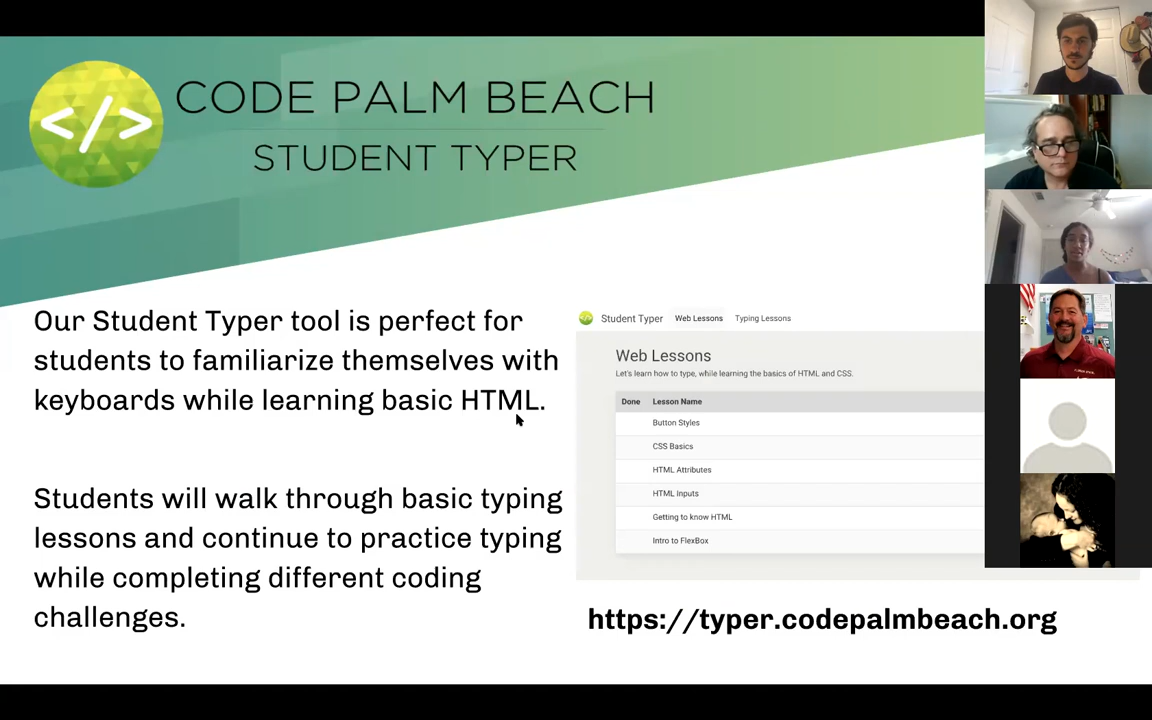 </>
CODE PALM BEACH
STUDENT TYPER
Our Student Typer tool is perfect for
students to familiarize themselves with
keyboards while learning basic HTML.
Students will walk through basic typing
lessons and continue to practice typing
while completing different coding
challenges.
Student Typer Web Lessons Typing Lessons
Web Lessons
Let's learn how to type, while learning the basics of HTML and CSS.
Done Lesson Name
Button Styles
CSS Basics
HTML Attributes
HTML Inputs
Getting to know HTML
Intro to FlexBox
https://typer.codepalmbeach.org